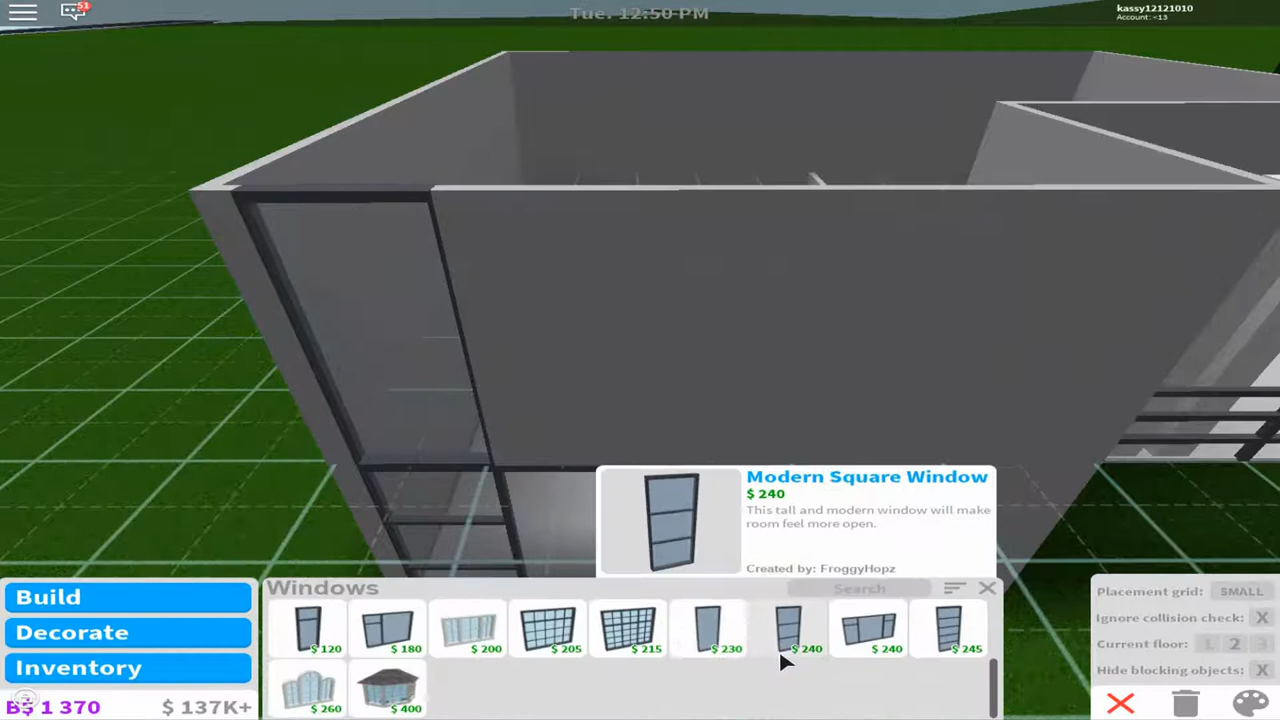 51
Tue. 12:50 PM
kassy12121010
Account: <13
Modern Square Window
$ 240
This tall and modern window will make
room feel more open.
Created by: FroggyHopz
Build
Decorate
Inventory
B$ 1 370
$ 137K+
Windows
Search
$ 120
$ 180
$ 200
$ 205
$ 215
$ 230
$ 240
$ 240
$ 245
$ 260
$ 400
Placement grid: SMALL
Ignore collision check: X
Current floor: 1 2 3
Hide blocking objects: X